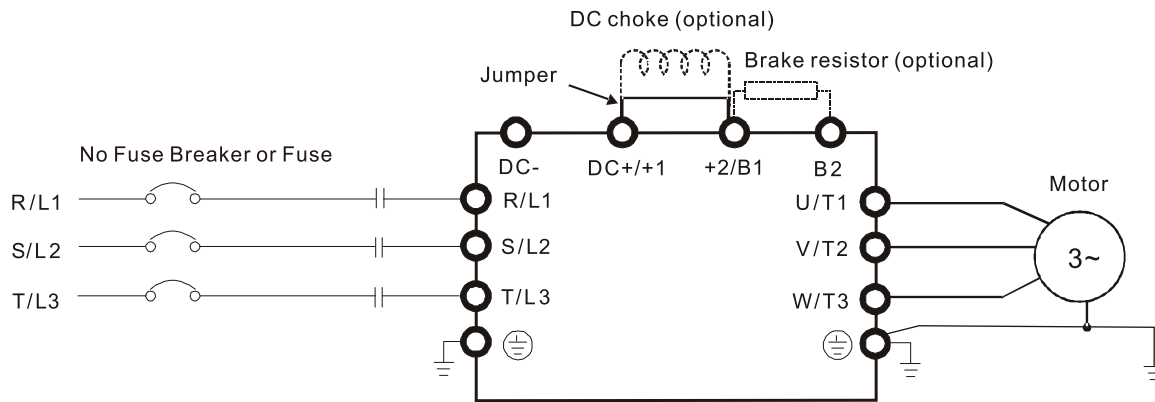 DC choke (optional)
Brake resistor (optional)
Jumper
No Fuse Breaker or Fuse
DC-
DC+/+1
+2/B1
B2
Motor
R/L1
R/L1
U/T1
S/L2
S/L2
V/T2
3~
T/L3
T/L3
W/T3